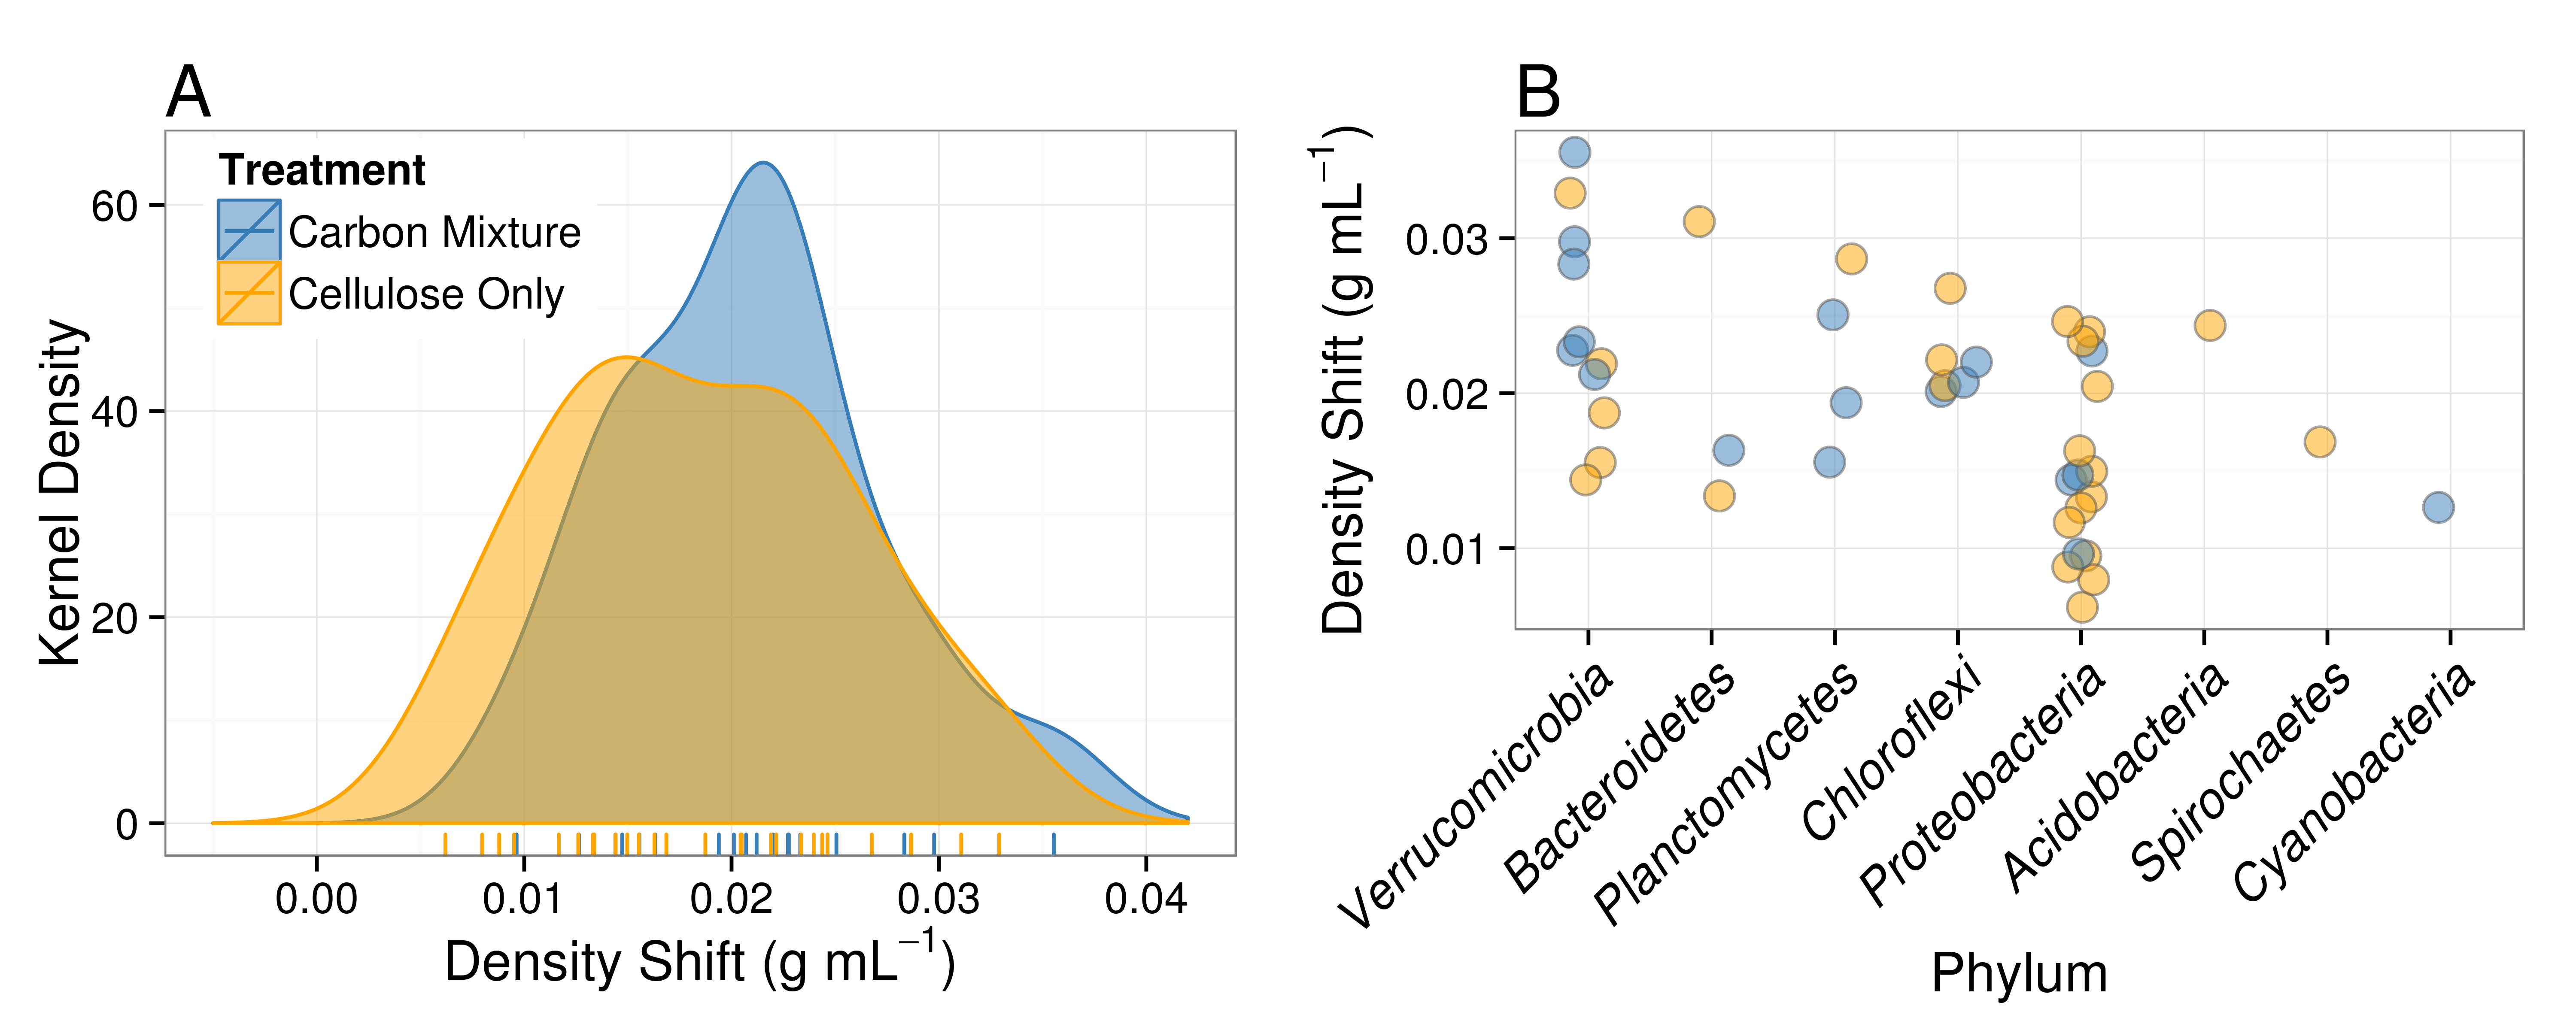 A
Treatment
Carbon Mixture
Cellulose Only
Kernel Density
60
40
20
0
0.00 0.01 0.02 0.03 0.04
Density Shift (g mL⁻¹)
B
Density Shift (g mL⁻¹)
0.03
0.02
0.01
Verrucomicrobia
Bacteroidetes
Planctomycetes
Chloroflexi
Proteobacteria
Acidobacteria
Spirochaetes
Cyanobacteria
Phylum